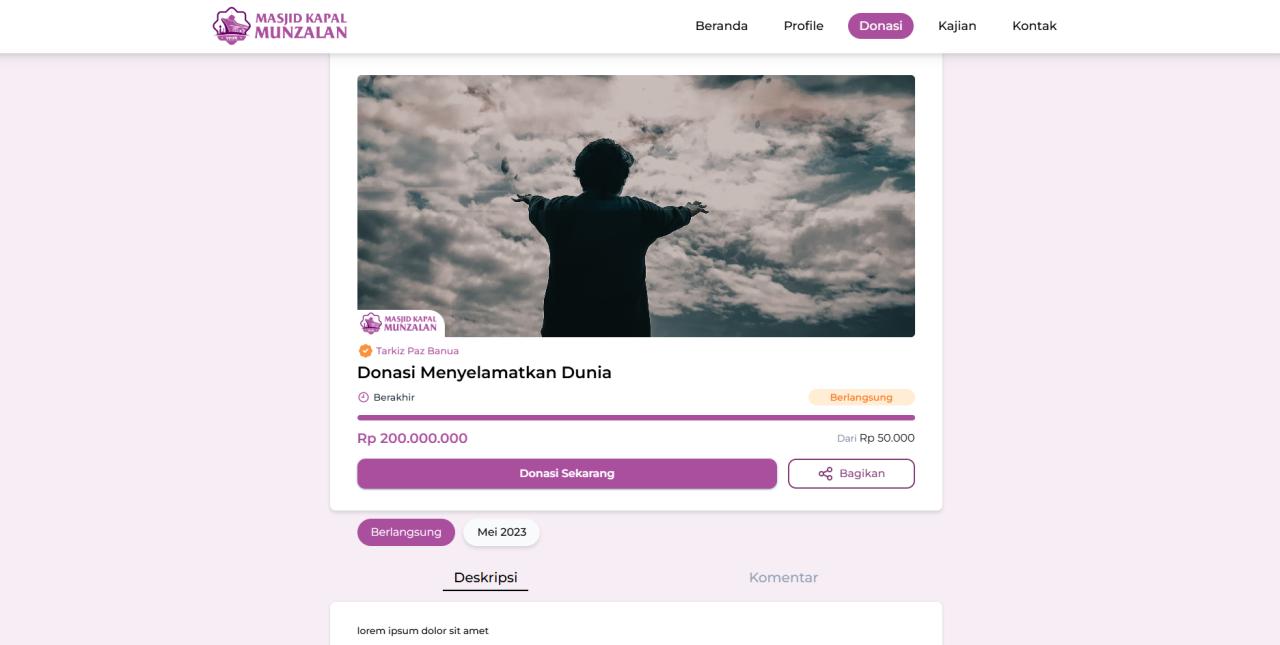 MASJID KAPAL
MUNZALAN
Beranda
Profile
Donasi
Kajian
Kontak
MASJID KAPAL
MUNZALAN
Tarkiz Paz Banua
Donasi Menyelamatkan Dunia
Berakhir
Berlangsung
Rp 200.000.000
Dari Rp 50.000
Donasi Sekarang
Bagikan
Berlangsung
Mei 2023
Deskripsi
Komentar
lorem ipsum dolor sit amet